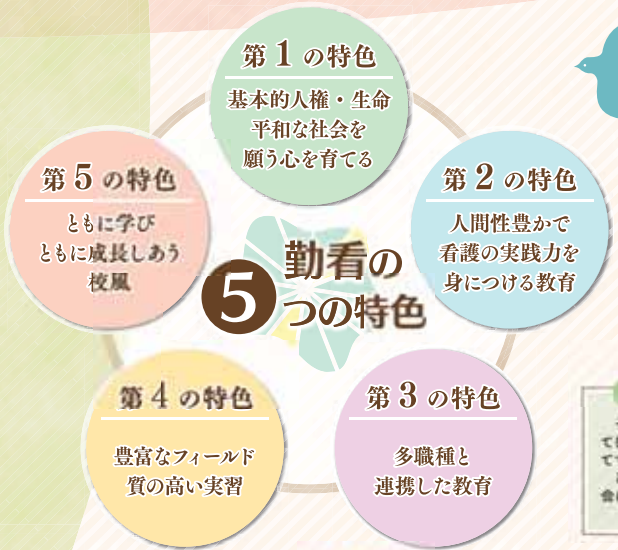 第1の特色
基本的人権・生命
平和な社会を
願う心を育てる
第2の特色
人間性豊かで
看護の実践力を
身につける教育
第5の特色
ともに学び
ともに成長しあう
校風
勤看の
5つの特色
第4の特色
豊富なフィールド
質の高い実習
第3の特色
多職種と
連携した教育